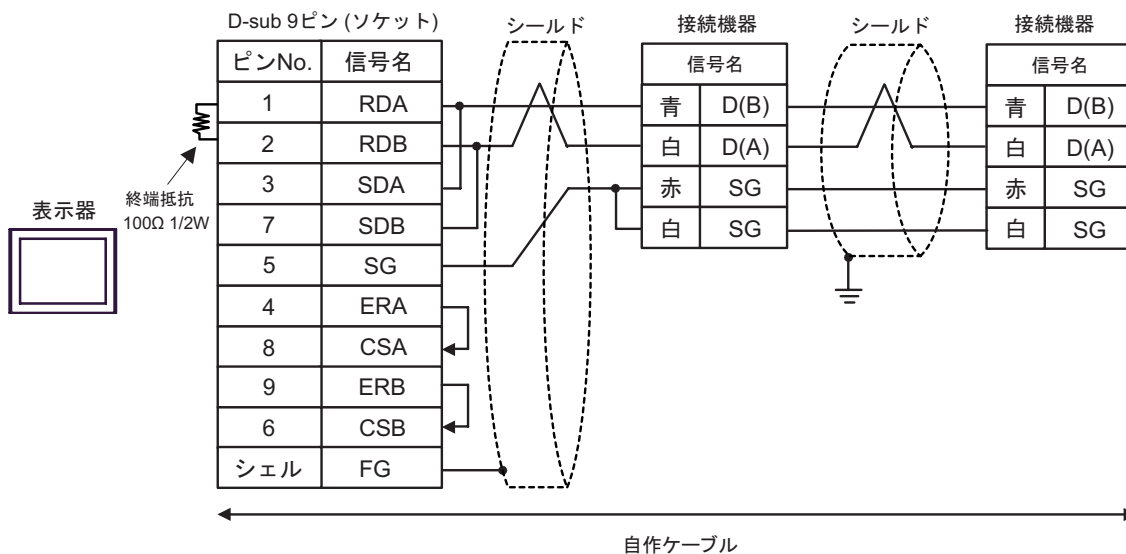 D-sub 9ピン (ソケット)
シールド
接続機器
シールド
接続機器
ピンNo. 信号名
信号名
信号名
1 RDA
青 D(B)
青 D(B)
2 RDB
白 D(A)
白 D(A)
3 SDA
赤 SG
赤 SG
終端抵抗
100Ω 1/2W
表示器
7 SDB
白 SG
白 SG
5 SG
4 ERA
8 CSA
9 ERB
6 CSB
シェル FG
自作ケーブル